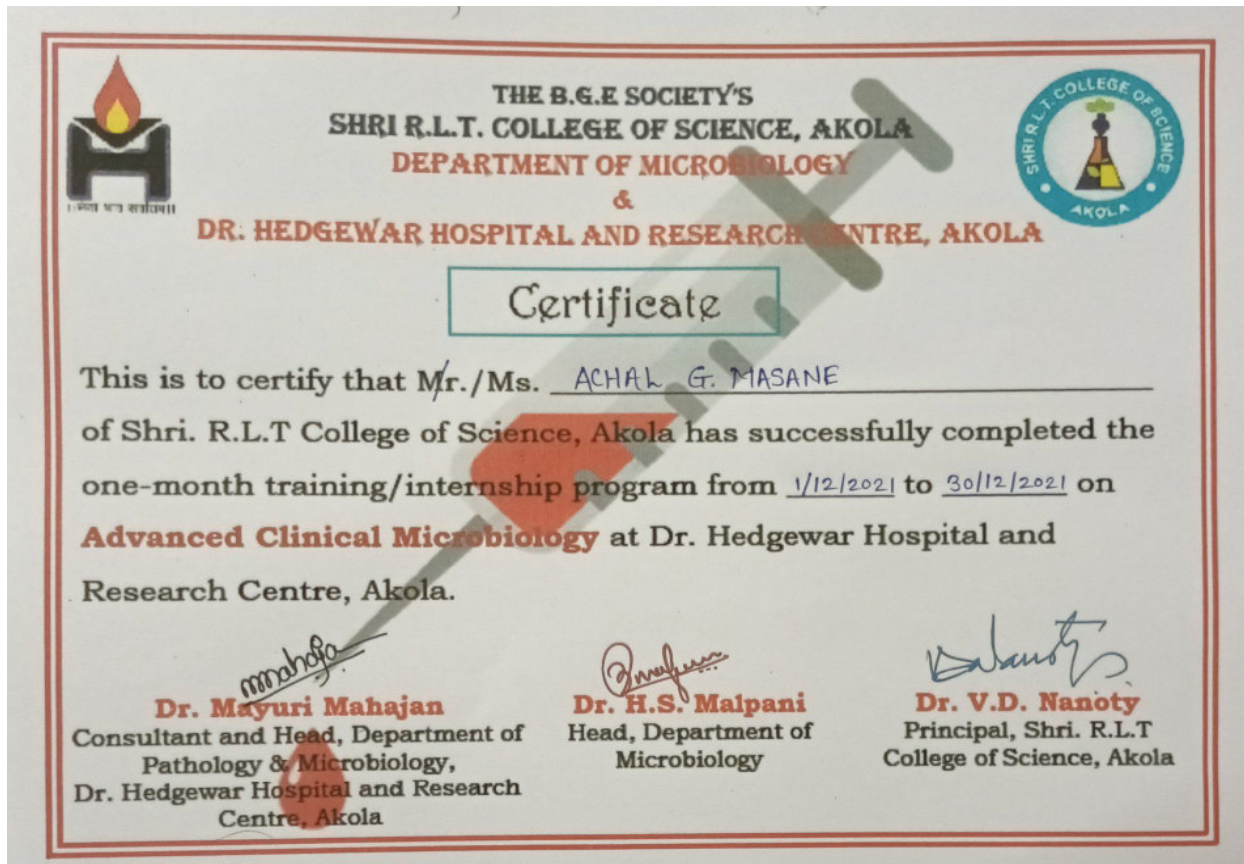 THE B.G.E SOCIETY'S
SHRI R.L.T. COLLEGE OF SCIENCE, AKOLA
DEPARTMENT OF MICROBIOLOGY
&
DR. HEDGEWAR HOSPITAL AND RESEARCH CENTRE, AKOLA
SHRI R.L.T. COLLEGE OF SCIENCE
AKOLA
Certificate
This is to certify that Mr./Ms. ACHAL G. MASANE
of Shri. R.L.T College of Science, Akola has successfully completed the
one-month training/internship program from 1/12/2021 to 30/12/2021 on
Advanced Clinical Microbiology at Dr. Hedgewar Hospital and
Research Centre, Akola.
Dr. Mayuri Mahajan
Consultant and Head, Department of
Pathology & Microbiology,
Dr. Hedgewar Hospital and Research
Centre, Akola
Dr. H.S. Malpani
Head, Department of
Microbiology
Dr. V.D. Nanoty
Principal, Shri. R.L.T
College of Science, Akola